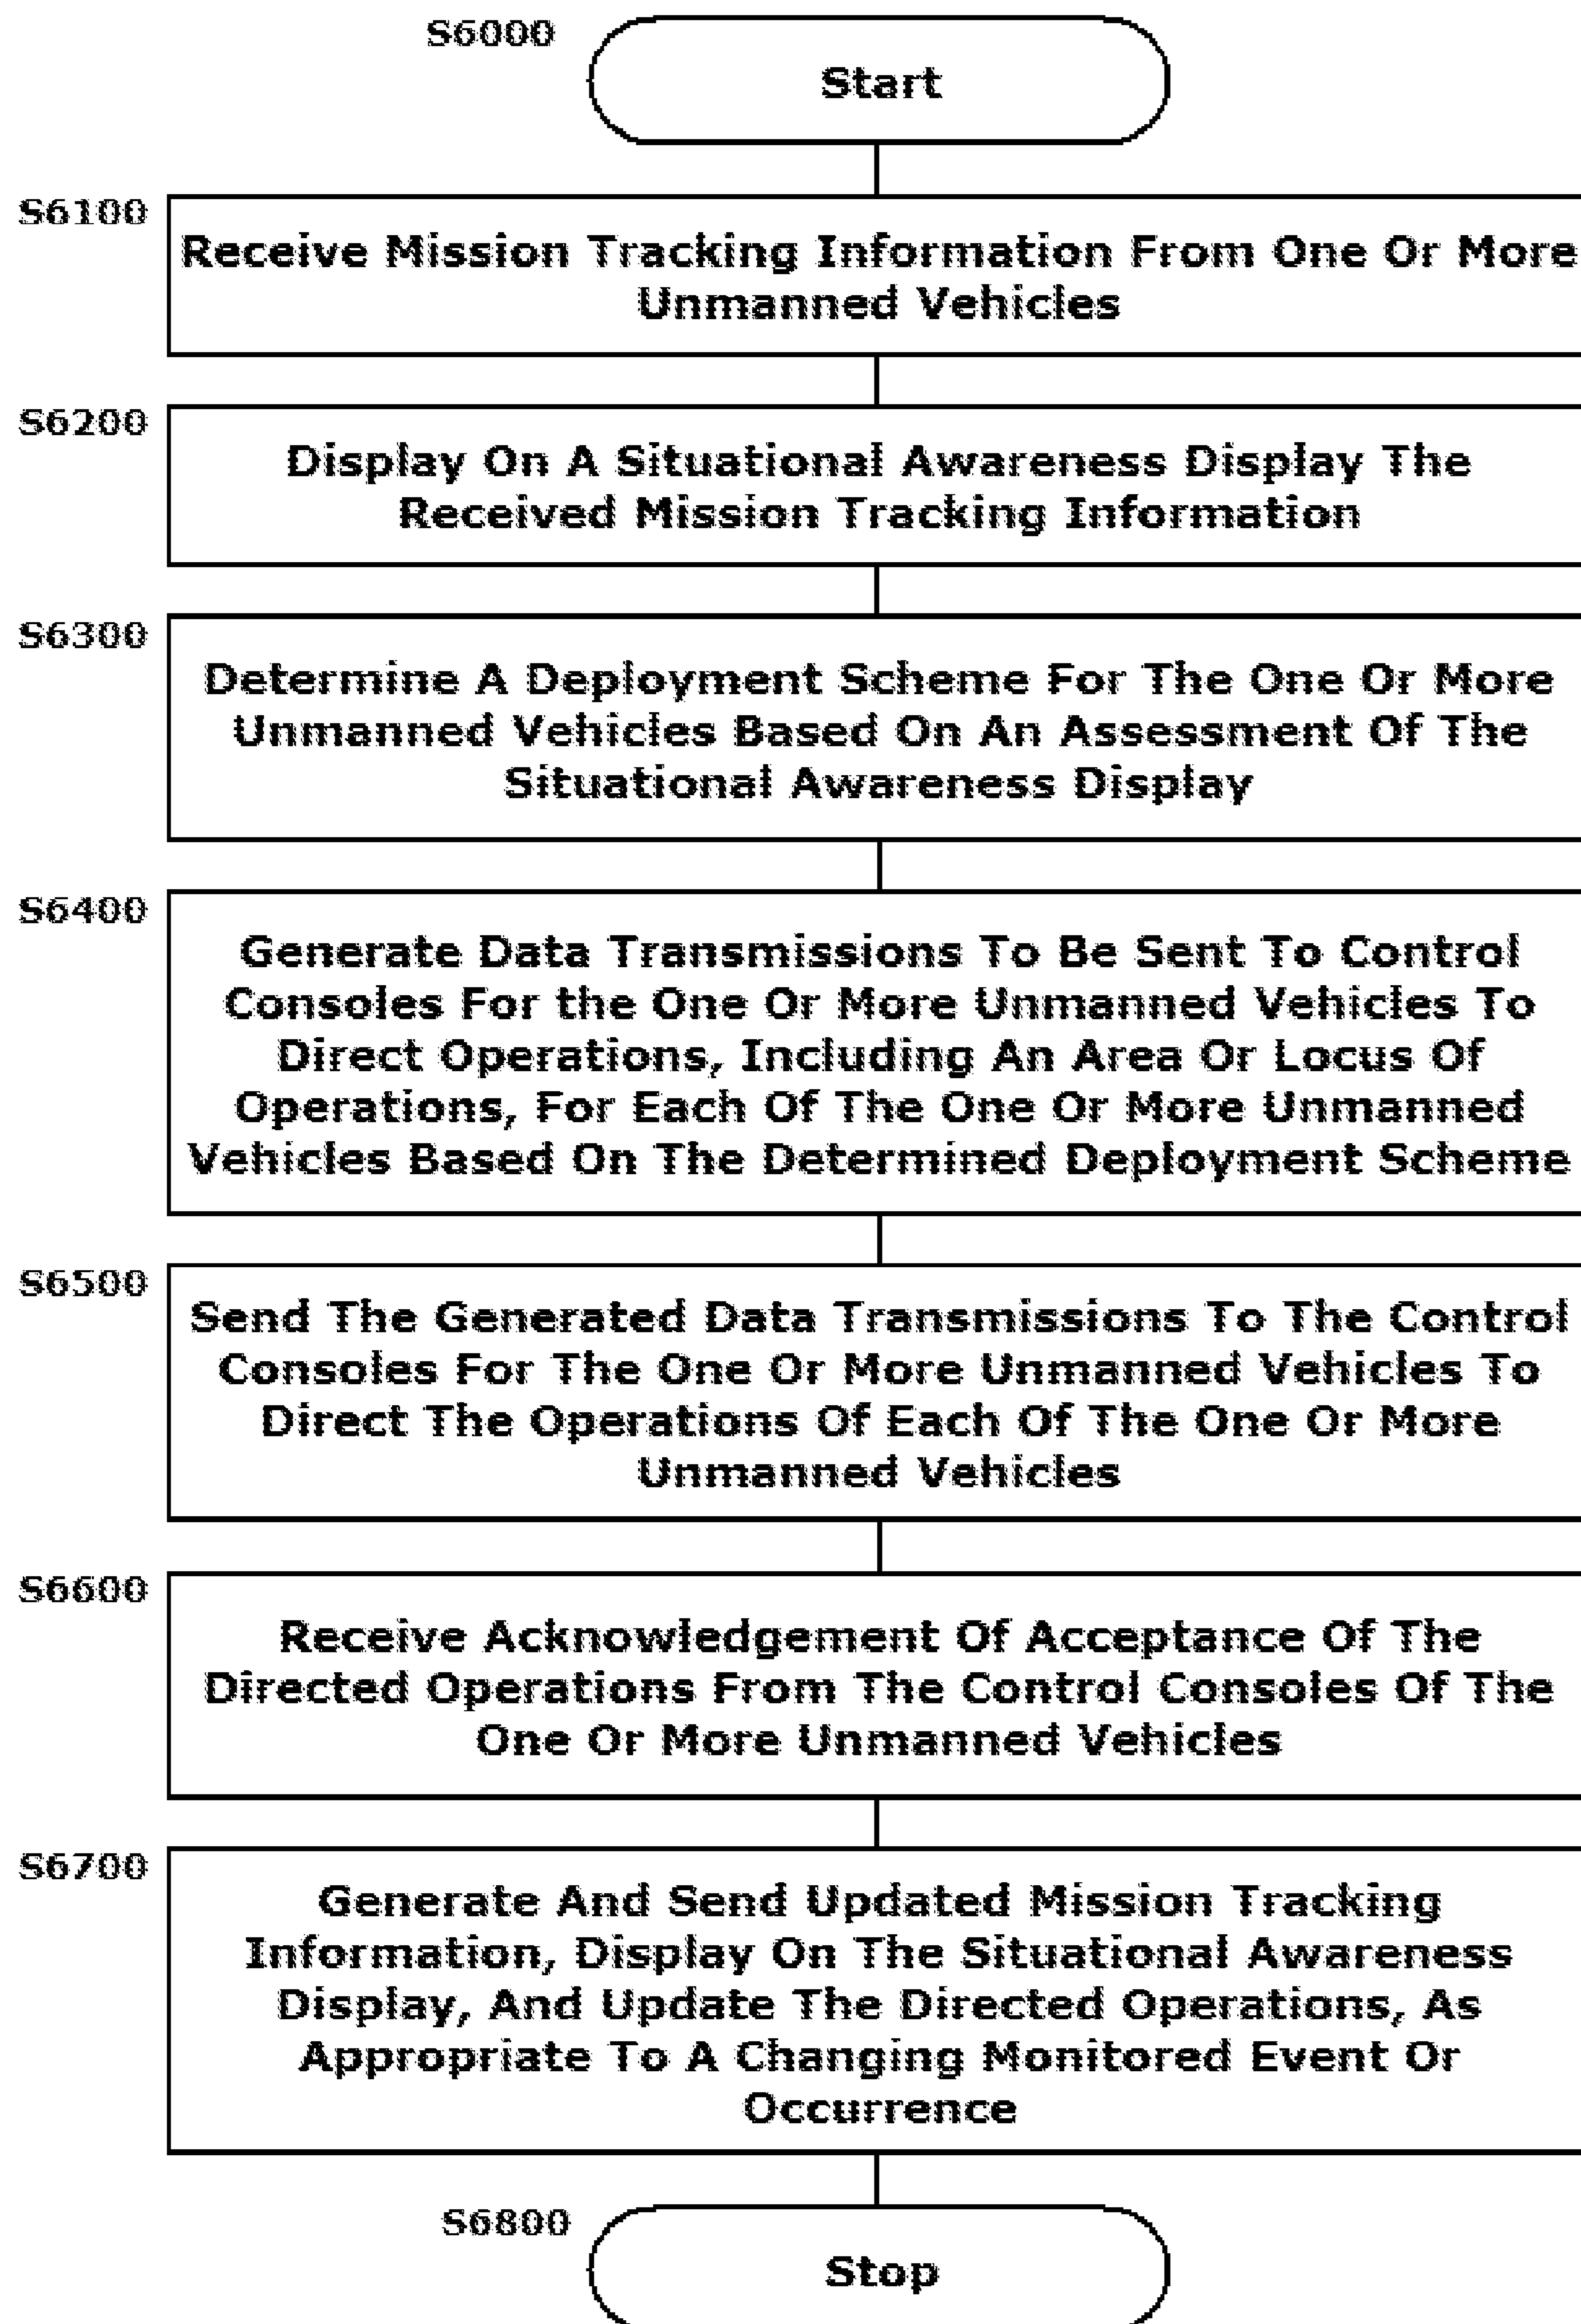 S6000
Start
S6100
Receive Mission Tracking Information From One Or More
Unmanned Vehicles
S6200
Display On A Situational Awareness Display The
Received Mission Tracking Information
S6300
Determine A Deployment Scheme For The One Or More
Unmanned Vehicles Based On An Assessment Of The
Situational Awareness Display
S6400
Generate Data Transmissions To Be Sent To Control
Consoles For the One Or More Unmanned Vehicles To
Direct Operations, Including An Area Or Locus Of
Operations, For Each Of The One Or More Unmanned
Vehicles Based On The Determined Deployment Scheme
S6500
Send The Generated Data Transmissions To The Control
Consoles For The One Or More Unmanned Vehicles To
Direct The Operations Of Each Of The One Or More
Unmanned Vehicles
S6600
Receive Acknowledgement Of Acceptance Of The
Directed Operations From The Control Consoles Of The
One Or More Unmanned Vehicles
S6700
Generate And Send Updated Mission Tracking
Information, Display On The Situational Awareness
Display, And Update The Directed Operations, As
Appropriate To A Changing Monitored Event Or
Occurrence
S6800
Stop